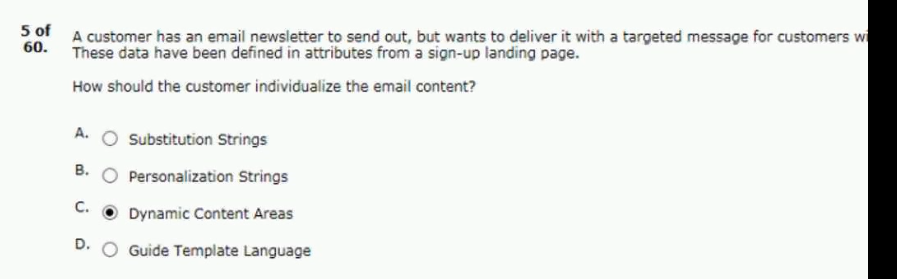 5 of
60.
A customer has an email newsletter to send out, but wants to deliver it with a targeted message for customers
These data have been defined in attributes from a sign-up landing page.
How should the customer individualize the email content?
A. Substitution Strings
B. Personalization Strings
C. Dynamic Content Areas
D. Guide Template Language